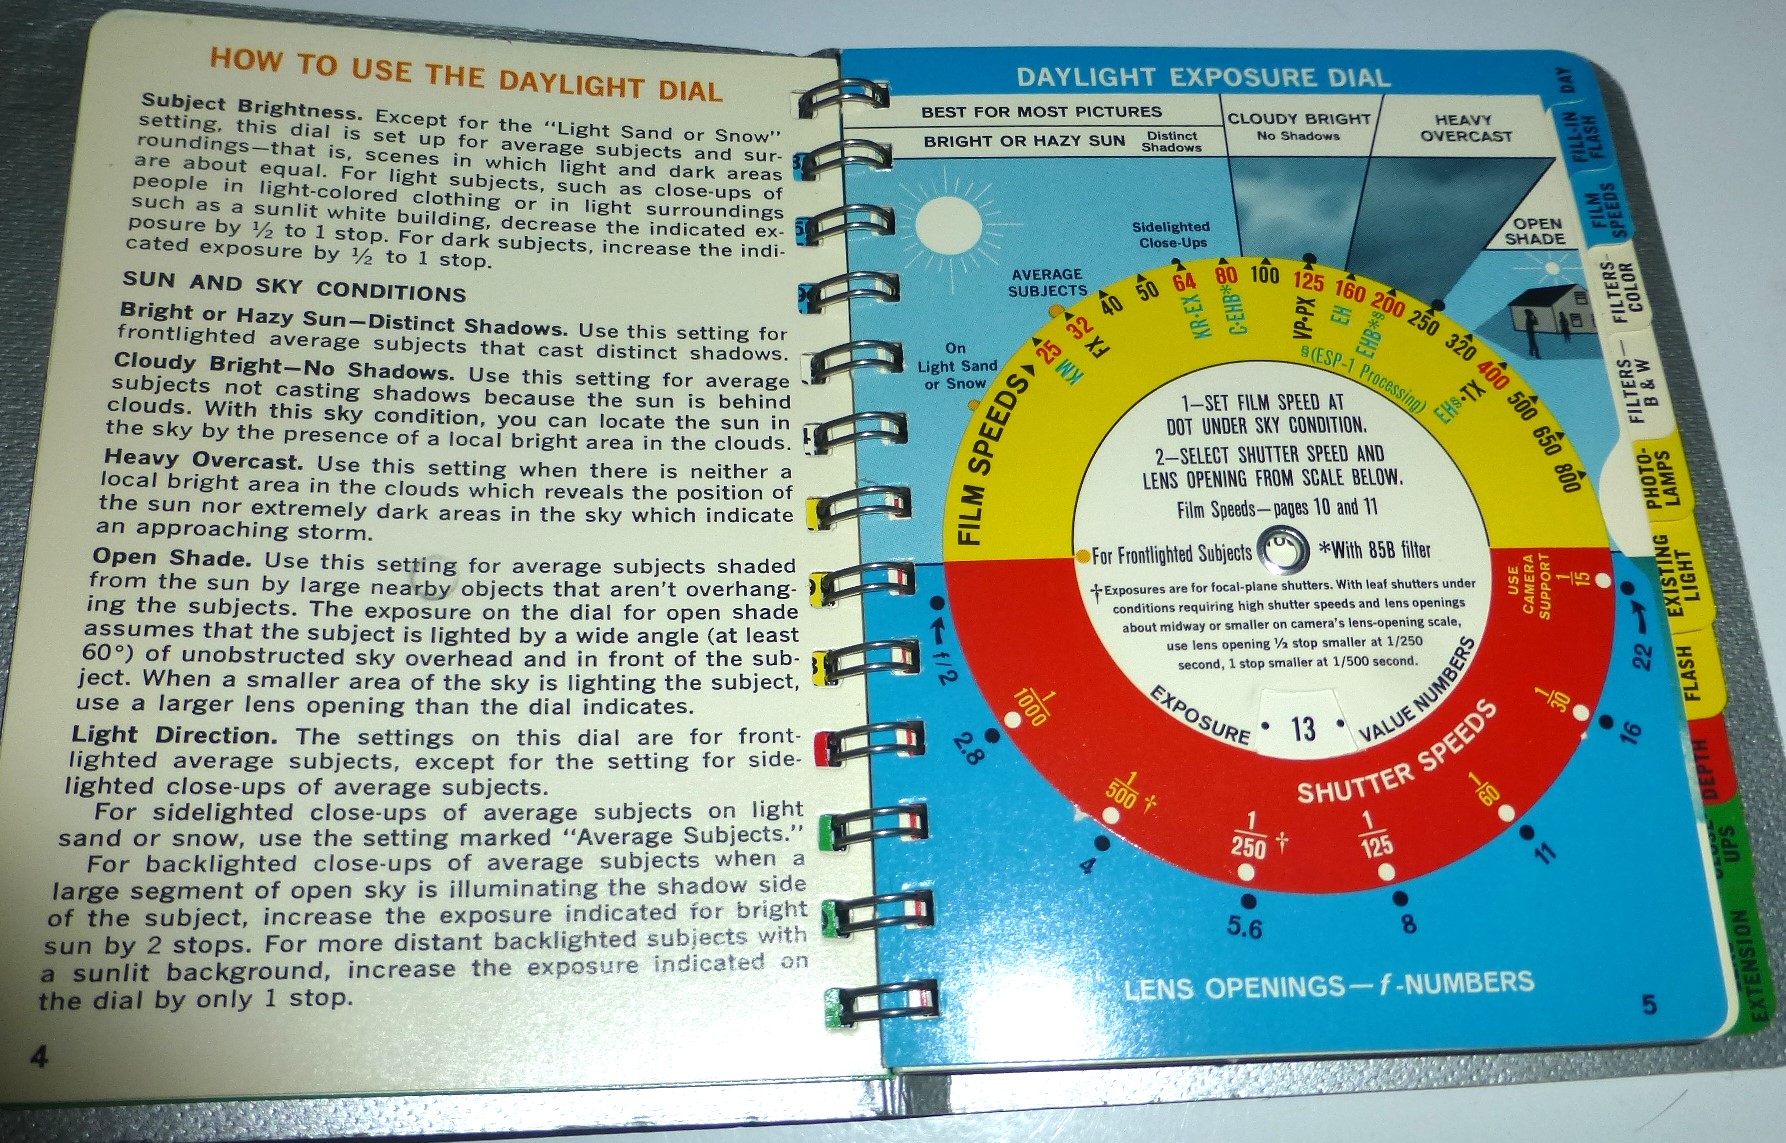 HOW TO USE THE DAYLIGHT DIAL
Subject Brightness. Except for the “Light Sand or Snow”
setting, this dial is set up for average subjects and sur-
roundings—that is, scenes in which light and dark areas
are about equal. For light subjects, such as close-ups of
people in light-colored clothing or in light surroundings
such as a sunlit white building, decrease the indicated ex-
posure by ½ to 1 stop. For dark subjects, increase the indi-
cated exposure by ½ to 1 stop.
SUN AND SKY CONDITIONS
Bright or Hazy Sun—Distinct Shadows. Use this setting for
frontlighted average subjects that cast distinct shadows.
Cloudy Bright—No Shadows. Use this setting for average
subjects not casting shadows because the sun is behind
clouds. With this sky condition, you can locate the sun in
the sky by the presence of a local bright area in the clouds.
Heavy Overcast. Use this setting when there is neither a
local bright area in the clouds which reveals the position of
the sun nor extremely dark areas in the sky which indicate
an approaching storm.
Open Shade. Use this setting for average subjects shaded
from the sun by large nearby objects that aren't overhang-
ing the subjects. The exposure on the dial for open shade
assumes that the subject is lighted by a wide angle (at least
60°) of unobstructed sky overhead and in front of the sub-
ject. When a smaller area of the sky is lighting the subject,
use a larger lens opening than the dial indicates.
Light Direction. The settings on this dial are for front-
lighted average subjects, except for the setting for side-
lighted close-ups of average subjects.
For sidelighted close-ups of average subjects on light
sand or snow, use the setting marked “Average Subjects.”
For backlighted close-ups of average subjects when a
large segment of open sky is illuminating the shadow side
of the subject, increase the exposure indicated for bright
sun by 2 stops. For more distant backlighted subjects with
a sunlit background, increase the exposure indicated on
the dial by only 1 stop.
4
DAYLIGHT EXPOSURE DIAL
BEST FOR MOST PICTURES
BRIGHT OR HAZY SUN Distinct
Shadows
CLOUDY BRIGHT
No Shadows
HEAVY
OVERCAST
OPEN
SHADE
Sidelighted
Close-Ups
AVERAGE
SUBJECTS
On
Light Sand
or Snow
FILM SPEEDS
25 32 40 50 64 80 100 125 160 200 250 320 400 500 650 800
KM FX KR·EX C·EHB* VP·PX EH EHB*§ EH§·TX
§(ESP-1 Processing)
1—SET FILM SPEED AT
DOT UNDER SKY CONDITION.
2—SELECT SHUTTER SPEED AND
LENS OPENING FROM SCALE BELOW.
Film Speeds—pages 10 and 11
For Frontlighted Subjects
*With 85B filter
†Exposures are for focal-plane shutters. With leaf shutters under
conditions requiring high shutter speeds and lens openings
about midway or smaller on camera's lens-opening scale,
use lens opening ½ stop smaller at 1/250
second, 1 stop smaller at 1/500 second.
EXPOSURE • 13 • VALUE NUMBERS
SHUTTER SPEEDS
1/1000 1/500 † 1/250 † 1/125 1/60 1/30 1/15
USE
CAMERA
SUPPORT
f/2 2.8 4 5.6 8 11 16 22
LENS OPENINGS—f-NUMBERS
5
DAY
FILL-IN
FLASH
FILM
SPEEDS
FILTERS-
COLOR
FILTERS—
B & W
PHOTO-
LAMPS
EXISTING
LIGHT
FLASH
DEPTH
UPS
EXTENSION